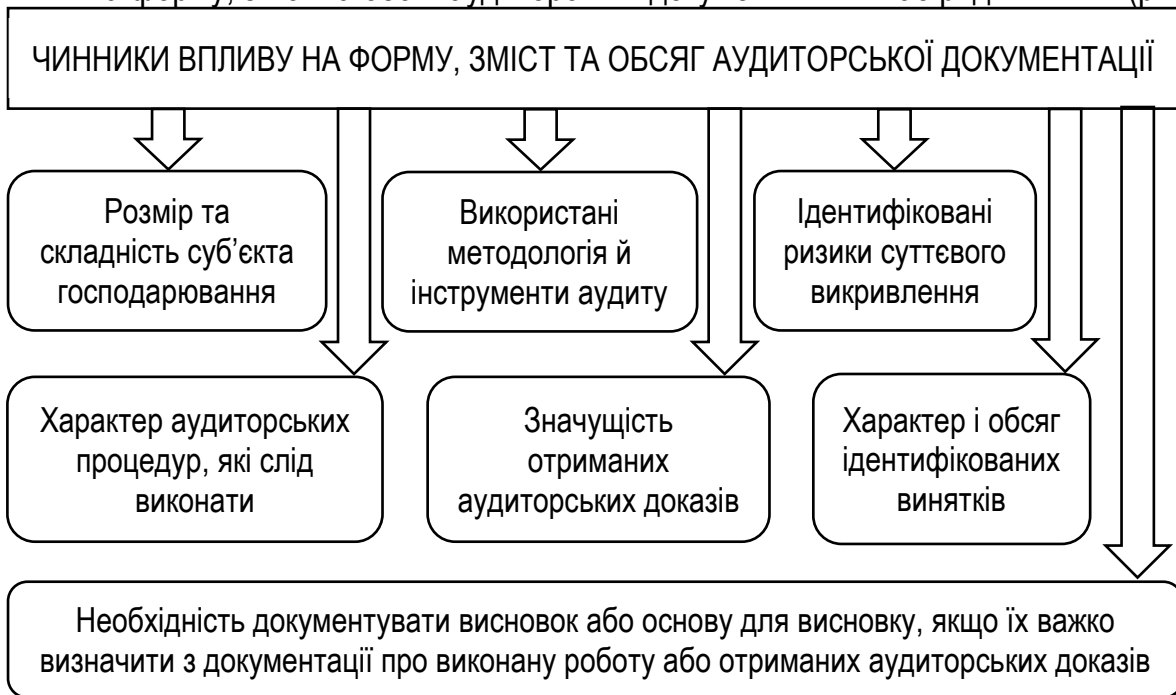 ЧИННИКИ ВПЛИВУ НА ФОРМУ, ЗМІСТ ТА ОБСЯГ АУДИТОРСЬКОЇ ДОКУМЕНТАЦІЇ
Розмір та
складність суб’єкта
господарювання
Використані
методологія й
інструменти аудиту
Ідентифіковані
ризики суттєвого
викривлення
Характер аудиторських
процедур, які слід
виконати
Значущість
отриманих
аудиторських доказів
Характер і обсяг
ідентифікованих
винятків
Необхідність документувати висновок або основу для висновку, якщо їх важко
визначити з документації про виконану роботу або отриманих аудиторських доказів